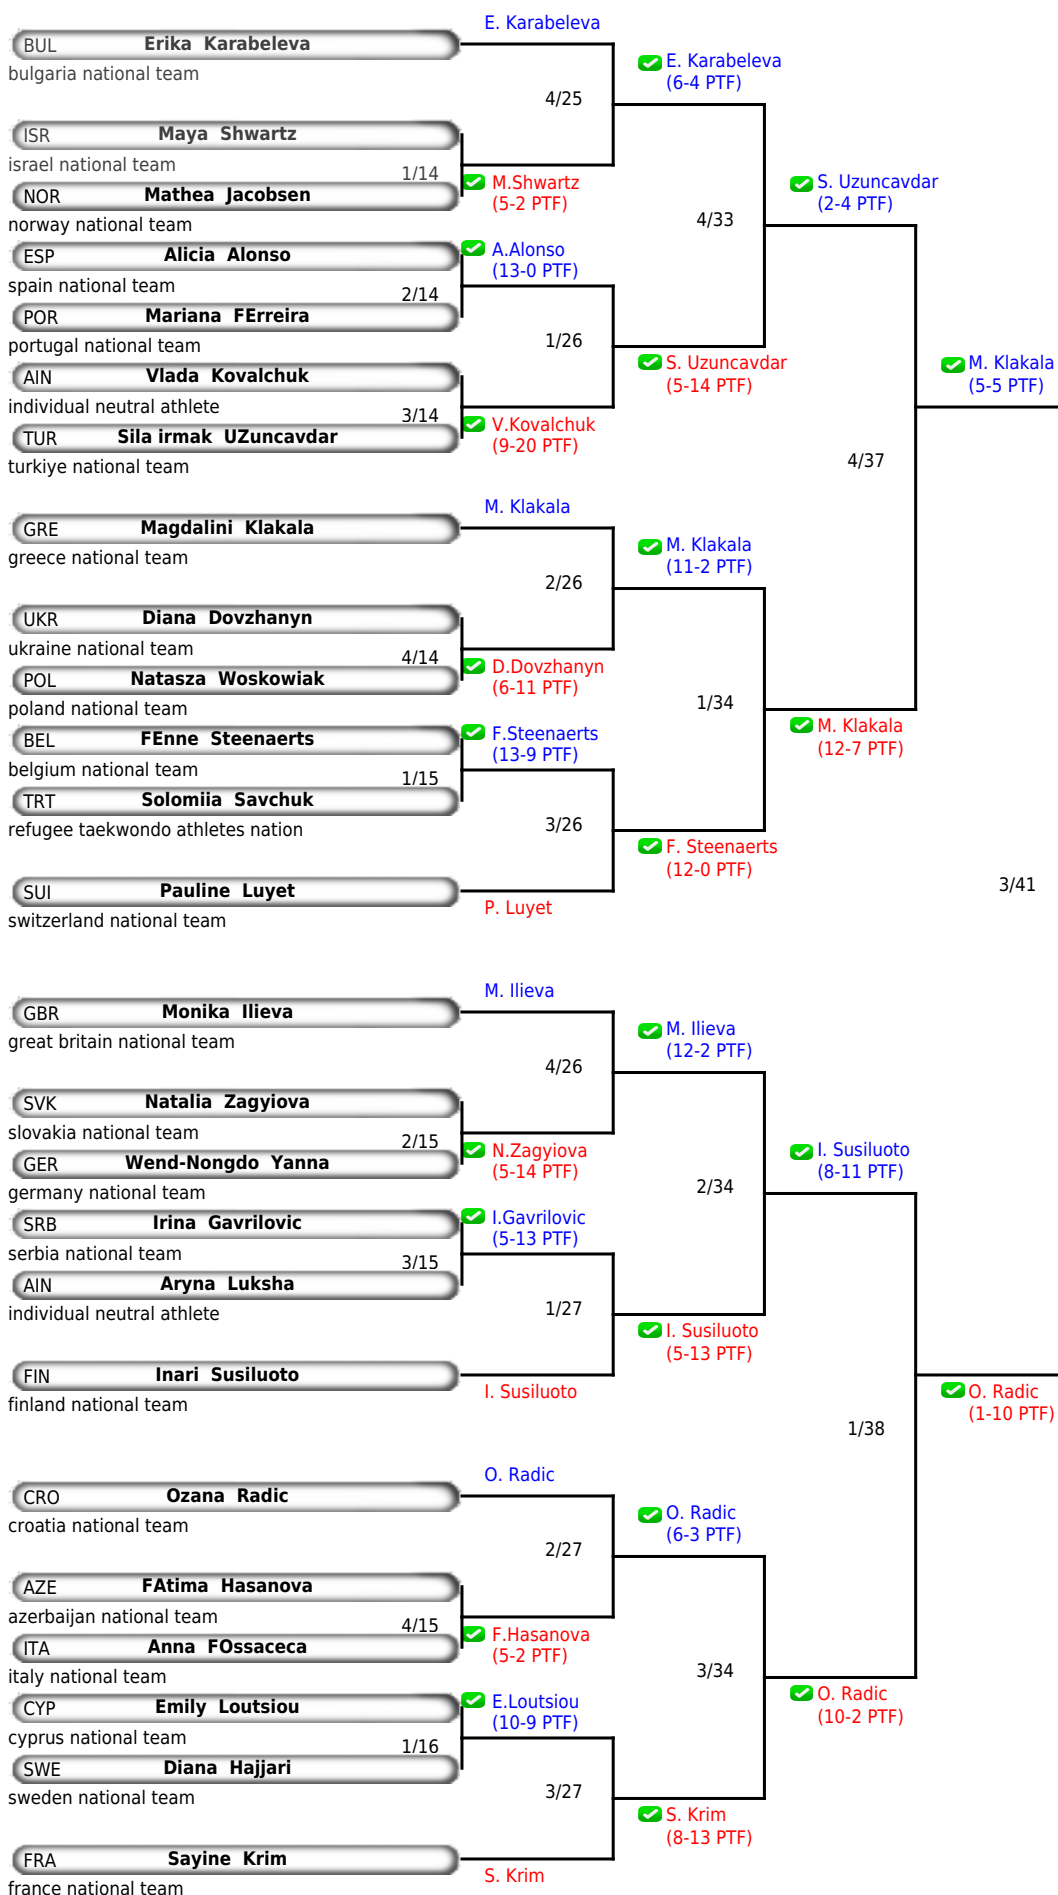 E. Karabeleva
BUL Erika Karabeleva
bulgaria national team
E. Karabeleva
(6-4 PTF)
4/25
ISR Maya Shwartz
israel national team
1/14
M.Shwartz
(5-2 PTF)
NOR Mathea Jacobsen
norway national team
S. Uzuncavdar
(2-4 PTF)
4/33
ESP Alicia Alonso
spain national team
A.Alonso
(13-0 PTF)
2/14
POR Mariana FErreira
portugal national team
1/26
S. Uzuncavdar
(5-14 PTF)
AIN Vlada Kovalchuk
individual neutral athlete
3/14
V.Kovalchuk
(9-20 PTF)
TUR Sila irmak UZuncavdar
turkiye national team
M. Klakala
(5-5 PTF)
4/37
M. Klakala
GRE Magdalini Klakala
greece national team
M. Klakala
(11-2 PTF)
2/26
UKR Diana Dovzhanyn
ukraine national team
4/14
D.Dovzhanyn
(6-11 PTF)
POL Natasza Woskowiak
poland national team
1/34
M. Klakala
(12-7 PTF)
BEL FEnne Steenaerts
belgium national team
F.Steenaerts
(13-9 PTF)
1/15
TRT Solomiia Savchuk
refugee taekwondo athletes nation
3/26
F. Steenaerts
(12-0 PTF)
SUI Pauline Luyet
switzerland national team
P. Luyet
3/41
M. Ilieva
GBR Monika Ilieva
great britain national team
M. Ilieva
(12-2 PTF)
4/26
SVK Natalia Zagyiova
slovakia national team
2/15
N.Zagyiova
(5-14 PTF)
GER Wend-Nongdo Yanna
germany national team
I. Susiluoto
(8-11 PTF)
2/34
SRB Irina Gavrilovic
serbia national team
I.Gavrilovic
(5-13 PTF)
3/15
AIN Aryna Luksha
individual neutral athlete
1/27
I. Susiluoto
(5-13 PTF)
FIN Inari Susiluoto
finland national team
I. Susiluoto
O. Radic
(1-10 PTF)
1/38
O. Radic
CRO Ozana Radic
croatia national team
O. Radic
(6-3 PTF)
2/27
AZE FAtima Hasanova
azerbaijan national team
4/15
F.Hasanova
(5-2 PTF)
ITA Anna FOssaceca
italy national team
3/34
O. Radic
(10-2 PTF)
CYP Emily Loutsiou
cyprus national team
E.Loutsiou
(10-9 PTF)
1/16
SWE Diana Hajjari
sweden national team
3/27
S. Krim
(8-13 PTF)
FRA Sayine Krim
france national team
S. Krim